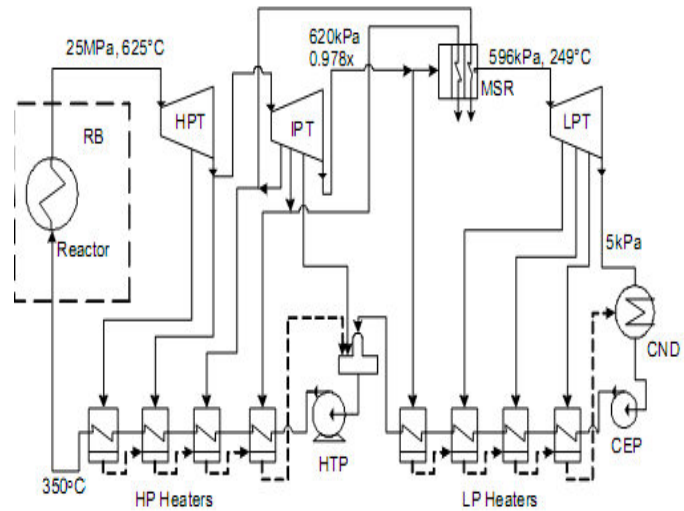 25MPa, 625°C
620kPa
0.978x
596kPa, 249°C
MSR
HPT
IPT
LPT
RB
Reactor
5kPa
CND
HTP
CEP
350°C
HP Heaters
LP Heaters